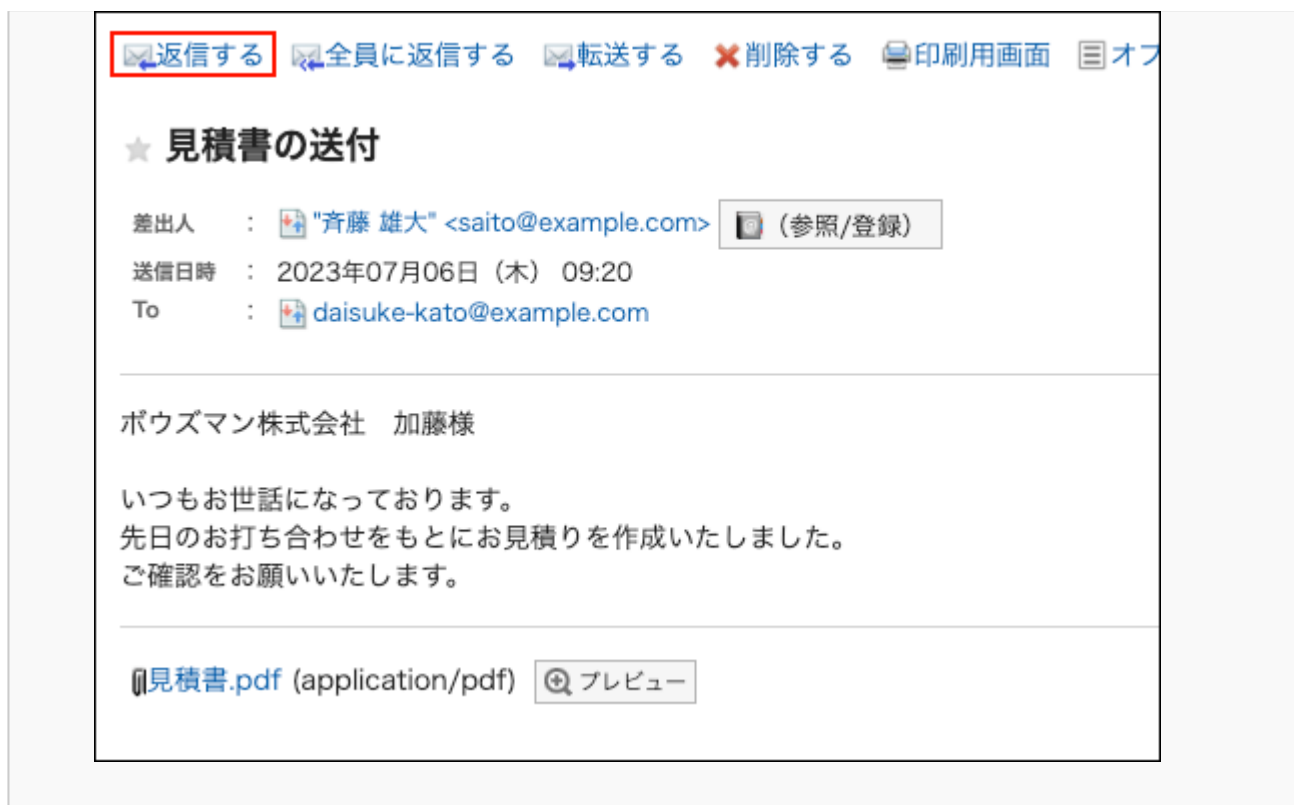 返信する 全員に返信する 転送する 削除する 印刷用画面 オフ
見積書の送付
差出人 : "斉藤 雄大" <saito@example.com> (参照/登録)
送信日時 : 2023年07月06日（木） 09:20
To : daisuke-kato@example.com
ボウズマン株式会社　加藤様
いつもお世話になっております。
先日のお打ち合わせをもとにお見積りを作成いたしました。
ご確認をお願いいたします。
見積書.pdf (application/pdf) プレビュー